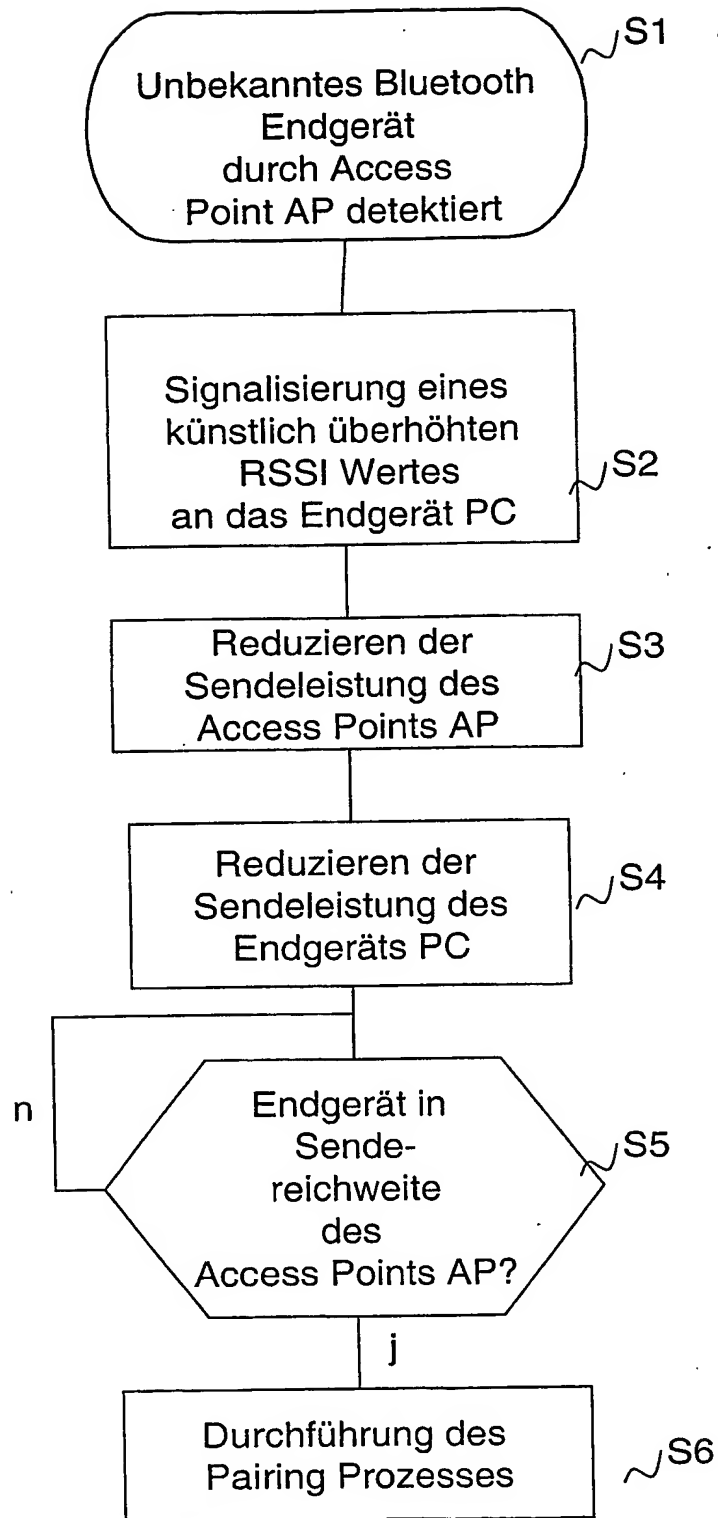 S1
Unbekanntes Bluetooth
Endgerät
durch Access
Point AP detektiert
Signalisierung eines
künstlich überhöhten
RSSI Wertes
an das Endgerät PC
S2
Reduzieren der
Sendeleistung des
Access Points AP
S3
Reduzieren der
Sendeleistung des
Endgeräts PC
S4
n
Endgerät in
Sende-
reichweite
des
Access Points AP?
S5
j
Durchführung des
Pairing Prozesses
S6